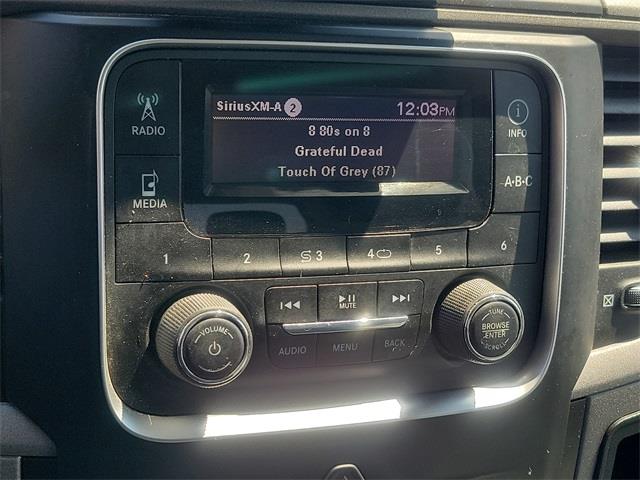 SiriusXM-A 2 12:03PM
8 80s on 8
Grateful Dead
Touch Of Grey (87)
RADIO
INFO
MEDIA
A•B•C
1 2 3 4 5 6
MUTE
VOLUME
AUDIO MENU BACK
TUNE
BROWSE
ENTER
SCROLL